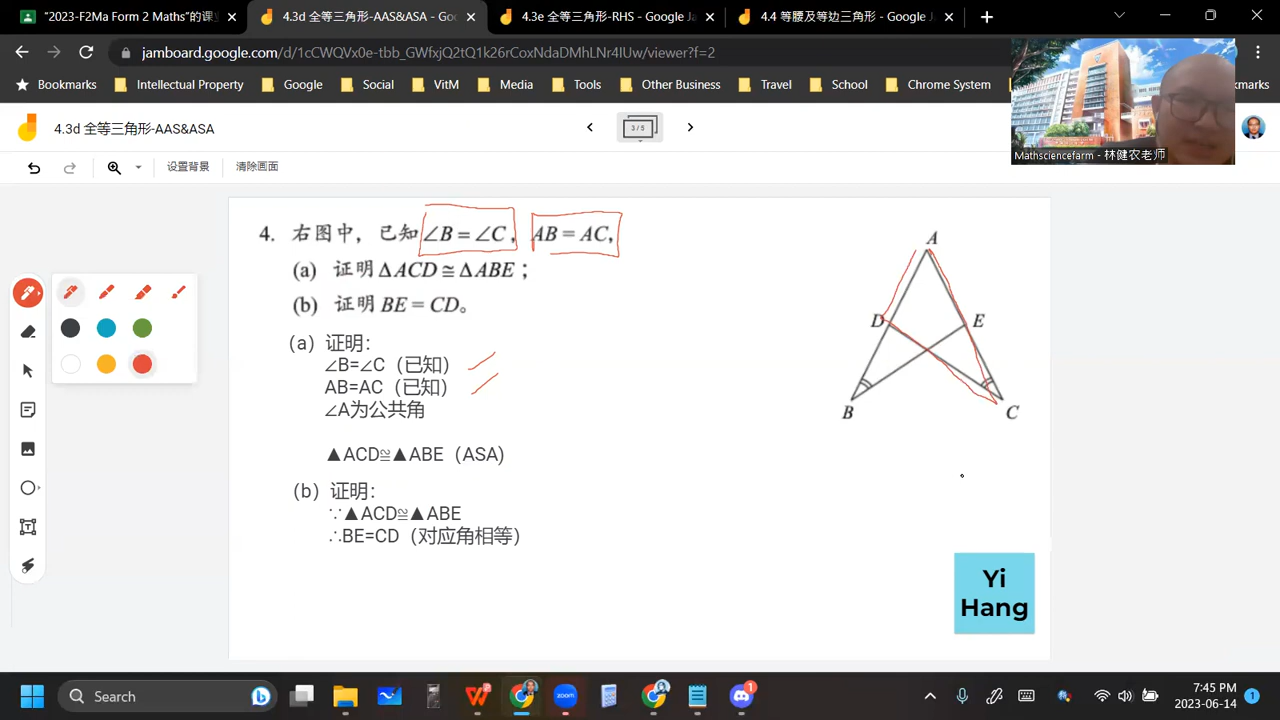 "2023-F2Ma Form 2 Maths"的课
4.3d 全等三角形-AAS&ASA - Go
4.3e 全等三角形-RHS - Google Ja
4.4 等腰及等边三角形 - Google J
jamboard.google.com
viewer?f=2
Bookmarks
Intellectual Property
Google
Social
VitM
Media
Tools
Other Business
Travel
School
Chrome System
4.3d 全等三角形-AAS&ASA
3 / 5
Mathsciencefarm - 林健农老师
设置背景
清除画面
4. 右图中，已知∠B = ∠C，AB = AC,
(a) 证明 ΔACD ≅ ΔABE；
(b) 证明 BE = CD。
（a）证明：
∠B=∠C（已知）
AB=AC（已知）
∠A为公共角
▲ACD≅▲ABE（ASA）
（b）证明：
∵▲ACD≅▲ABE
∴BE=CD（对应角相等）
A
D
E
B
C
Yi
Hang
Search
zoom
1
7:45 PM
2023-06-14
1